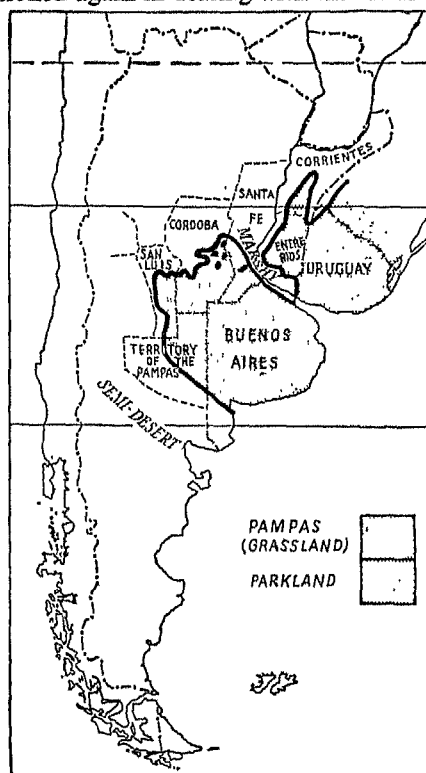 CORRIENTES
SANTA
FE
CORDOBA
MARSHY
ENTRE
RIOS
SAN
LUIS
URUGUAY
BUENOS
AIRES
TERRITORY
OF THE
PAMPAS
SEMI-DESERT
PAMPAS
(GRASSLAND)
PARKLAND